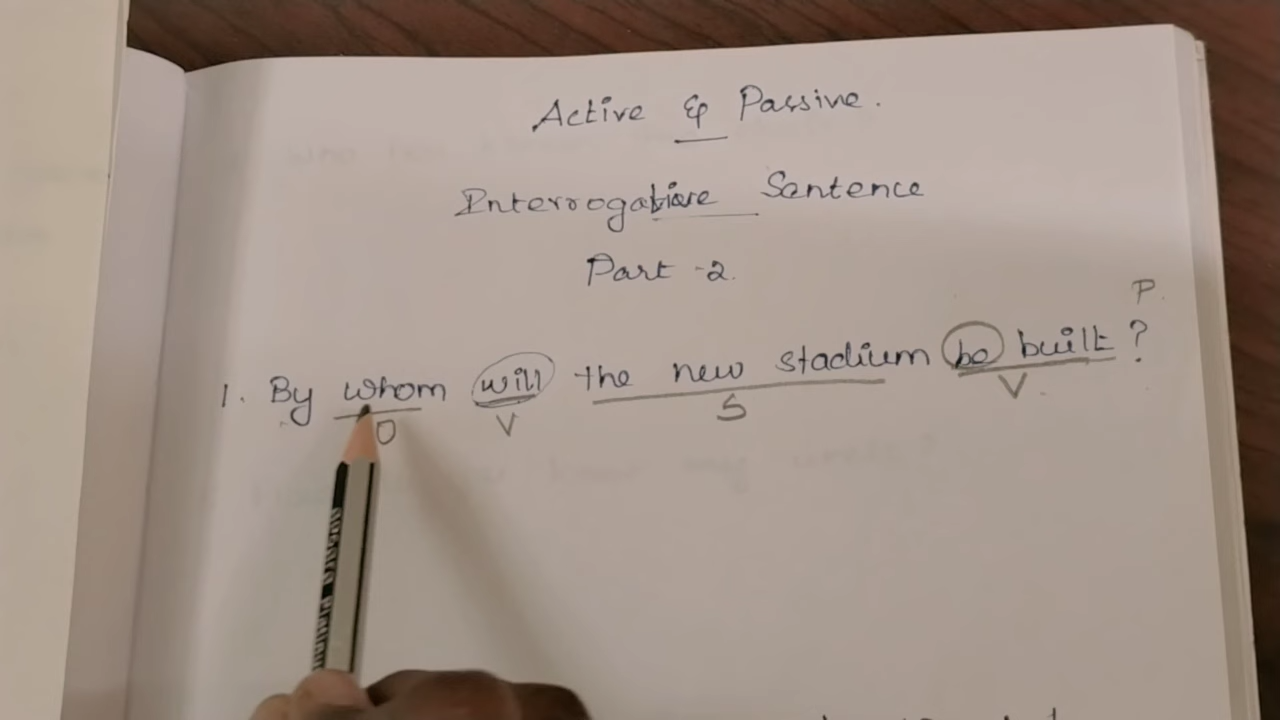 Active & Passive.
Interrogative Sentence
Part -2.
P.
1. By whom will the new stadium be built ?
O V S V